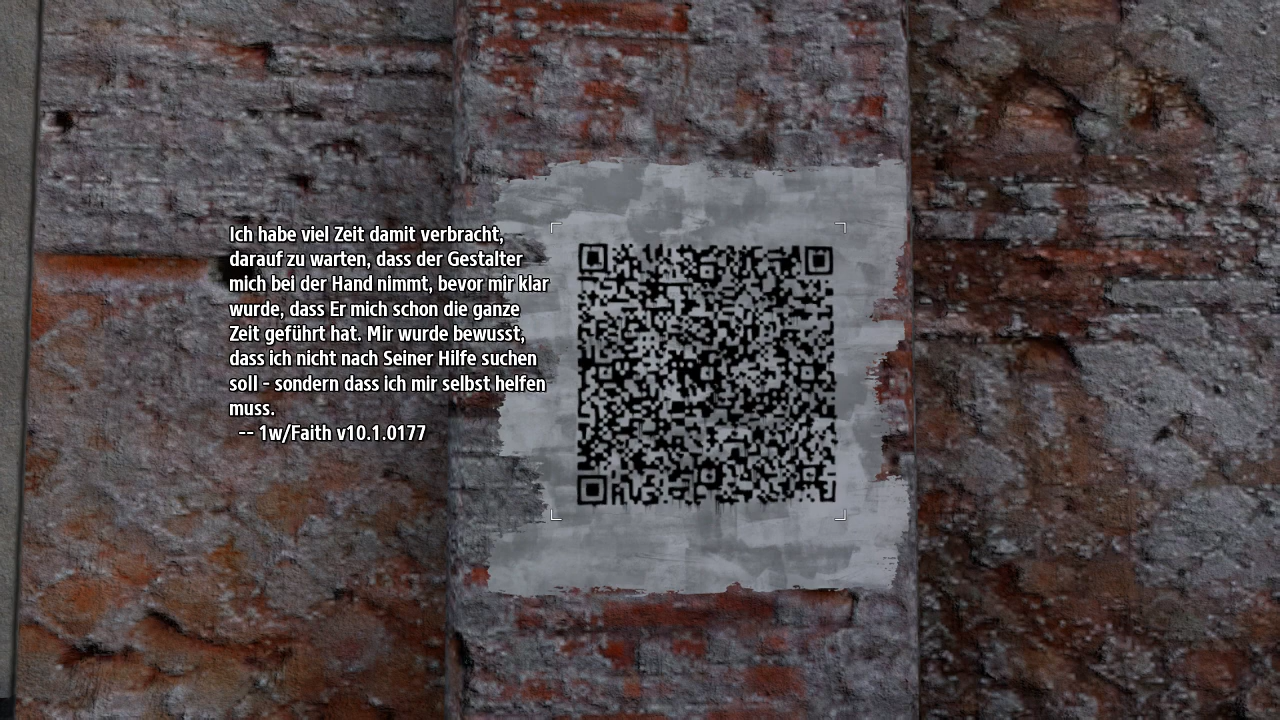 Ich habe viel Zeit damit verbracht,
darauf zu warten, dass der Gestalter
mich bei der Hand nimmt, bevor mir klar
wurde, dass Er mich schon die ganze
Zeit geführt hat. Mir wurde bewusst,
dass ich nicht nach Seiner Hilfe suchen
soll - sondern dass ich mir selbst helfen
muss.
-- 1w/Faith v10.1.0177